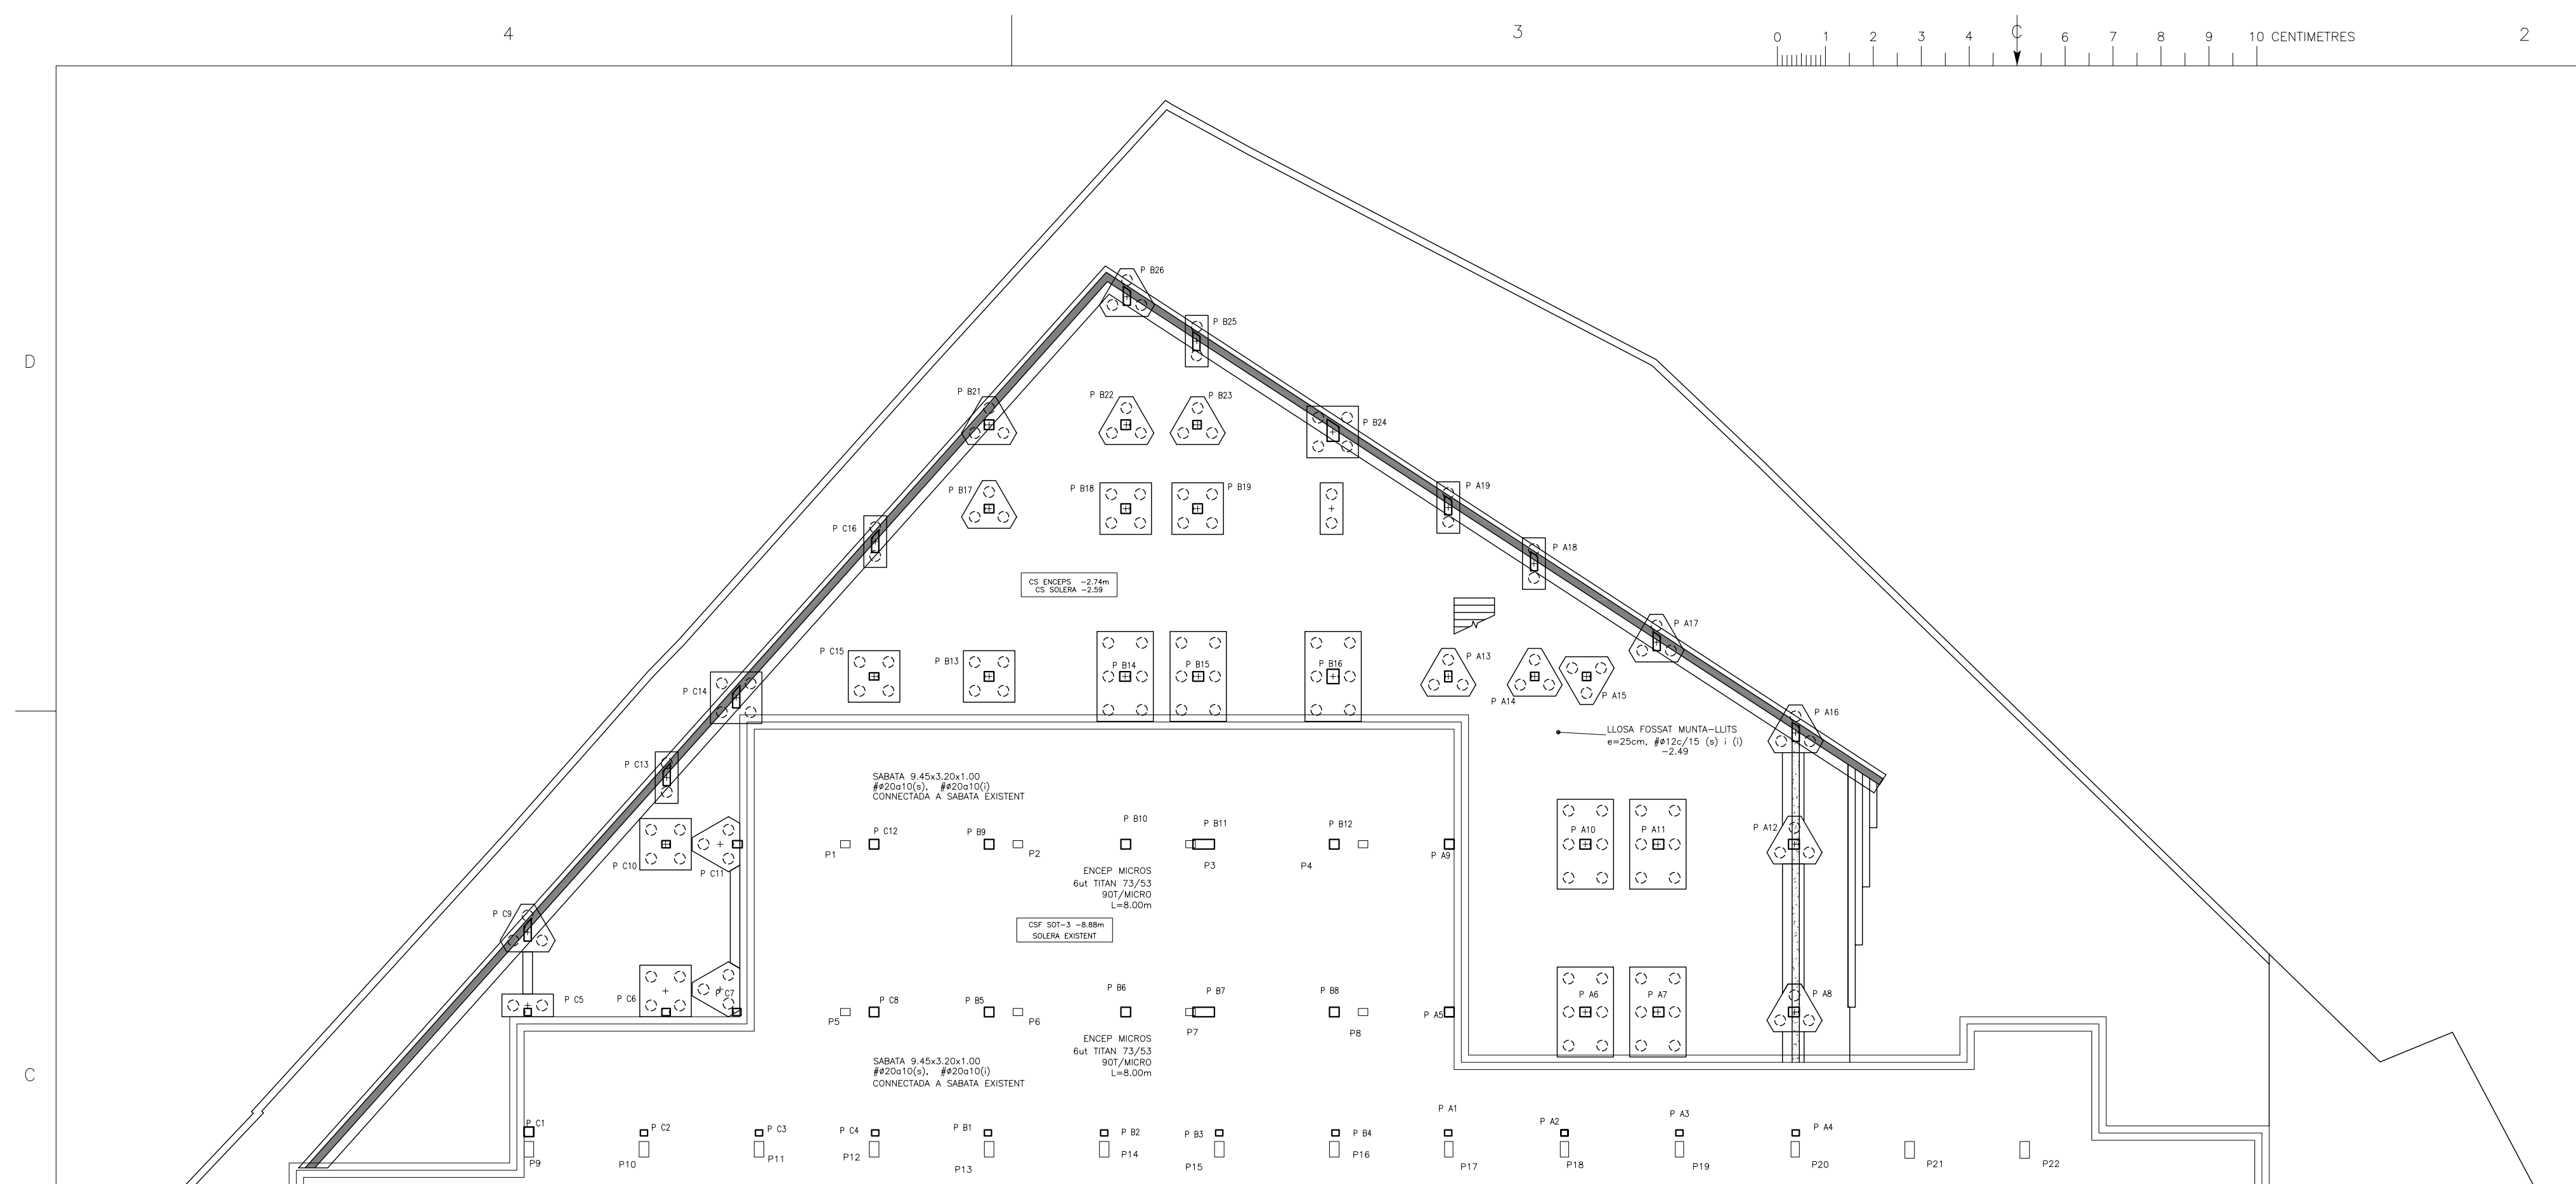 4
3
0 1 2 3 4 C 6 7 8 9 10 CENTIMETRES
2
D
P B26
P B25
P B21
P B22
P B23
P B24
P B17
P B18
P B19
P A19
P C16
P A18
CS ENCEPS -2.74m
CS SOLERA -2.59
P A17
P C15
P B13
P B14
P B15
P B16
P A13
P C14
P A14
P A15
P A16
LLOSA FOSSAT MUNTA-LLITS
e=25cm, #ø12c/15 (s) i (i)
-2.49
P C13
SABATA 9.45x3.20x1.00
#ø20a10(s), #ø20a10(i)
CONNECTADA A SABATA EXISTENT
P C12
P B9
P B10
P B11
P B12
P A10
P A11
P A12
P1
P2
P3
P4
P A9
P C10
P C11
ENCEP MICROS
6ut TITAN 73/53
90T/MICRO
L=8.00m
P C9
CSF SOT-3 -8.88m
SOLERA EXISTENT
P C5
P C6
P C7
P C8
P B5
P B6
P B7
P B8
P A6
P A7
P A8
P5
P6
P7
P8
P A5
ENCEP MICROS
6ut TITAN 73/53
90T/MICRO
L=8.00m
SABATA 9.45x3.20x1.00
#ø20a10(s), #ø20a10(i)
CONNECTADA A SABATA EXISTENT
C
P C1
P C2
P C3
P C4
P B1
P B2
P B3
P B4
P A1
P A2
P A3
P A4
P9
P10
P11
P12
P13
P14
P15
P16
P17
P18
P19
P20
P21
P22